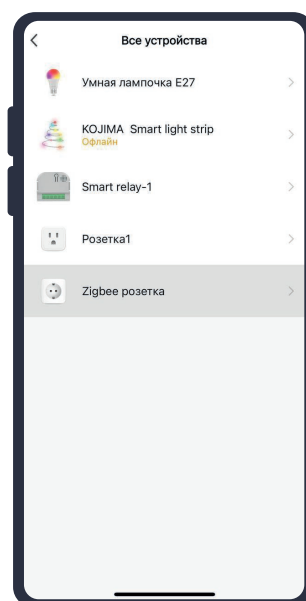 Все устройства
Умная лампочка E27
KOJIMA Smart light strip
Офлайн
Smart relay-1
Розетка1
Zigbee розетка